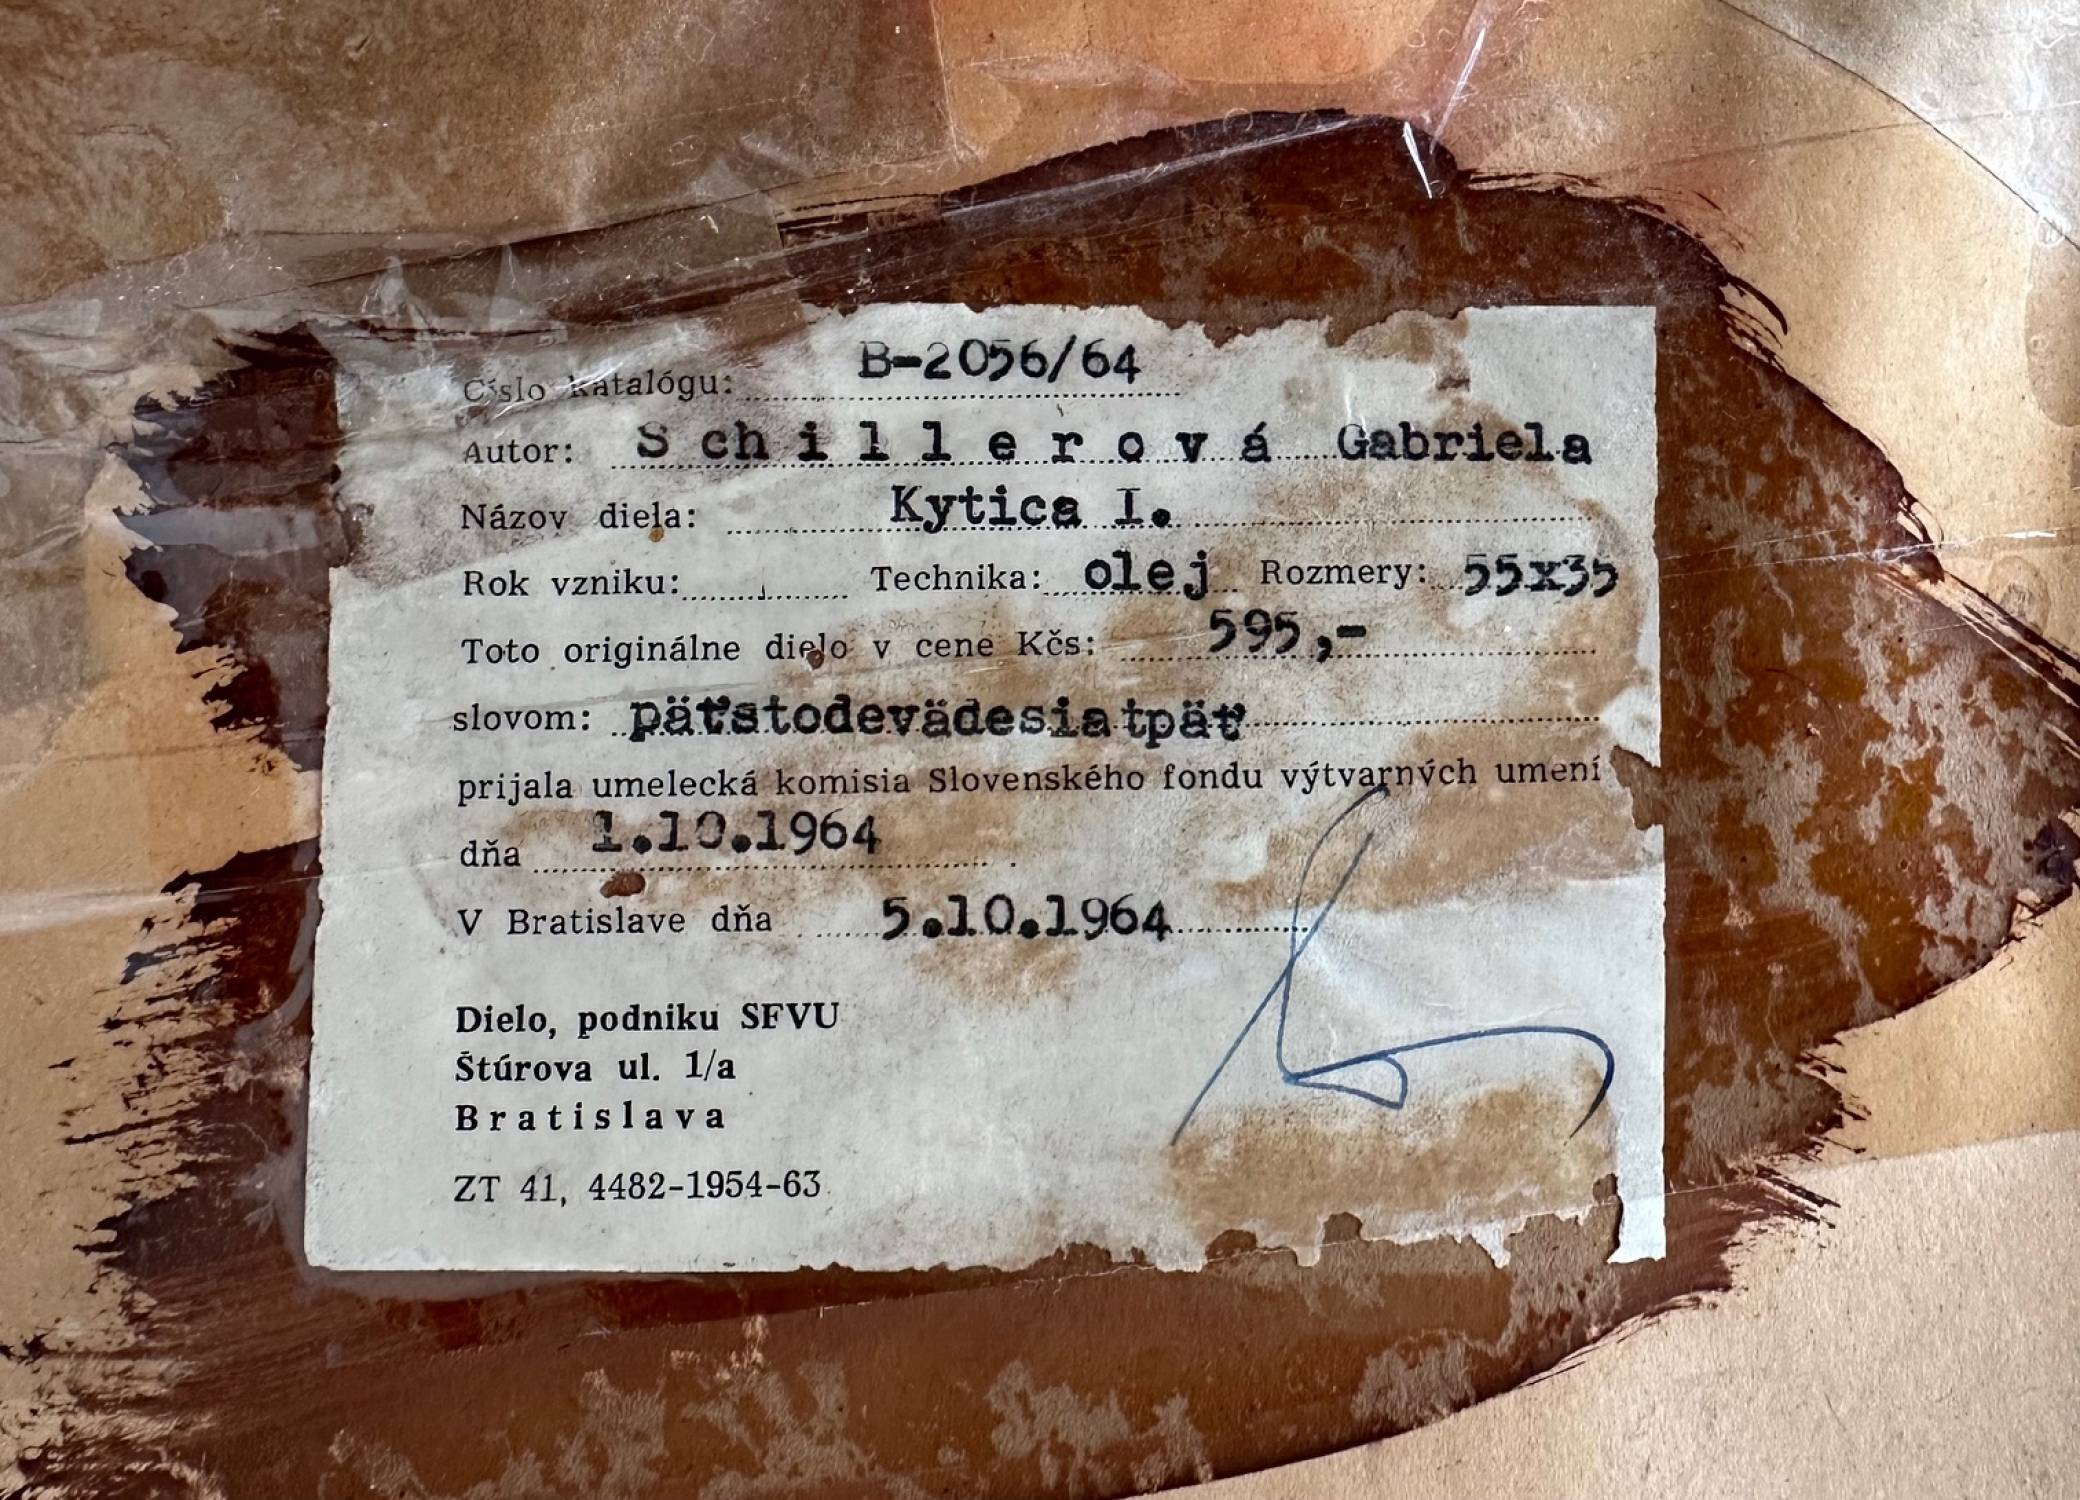 Číslo katalógu: B-2056/64
Autor: S c h i l l e r o v á Gabriela
Názov diela: Kytica I.
Rok vzniku: Technika: olej Rozmery: 55x35
Toto originálne dielo v cene Kčs: 595,-
slovom: päťstodevädesiatpäť
prijala umelecká komisia Slovenského fondu výtvarných umení
dňa 1.10.1964
V Bratislave dňa 5.10.1964
Dielo, podniku SFVU
Štúrova ul. 1/a
Bratislava
ZT 41, 4482-1954-63